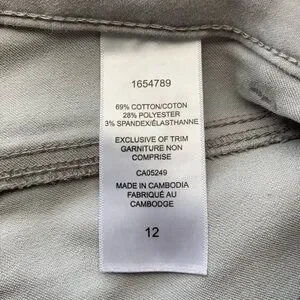 1654789
69% COTTON/COTON
28% POLYESTER
3% SPANDEX/ÉLASTHANNE
EXCLUSIVE OF TRIM
GARNITURE NON
COMPRISE
CA05249
MADE IN CAMBODIA
FABRIQUÉ AU
CAMBODGE
12